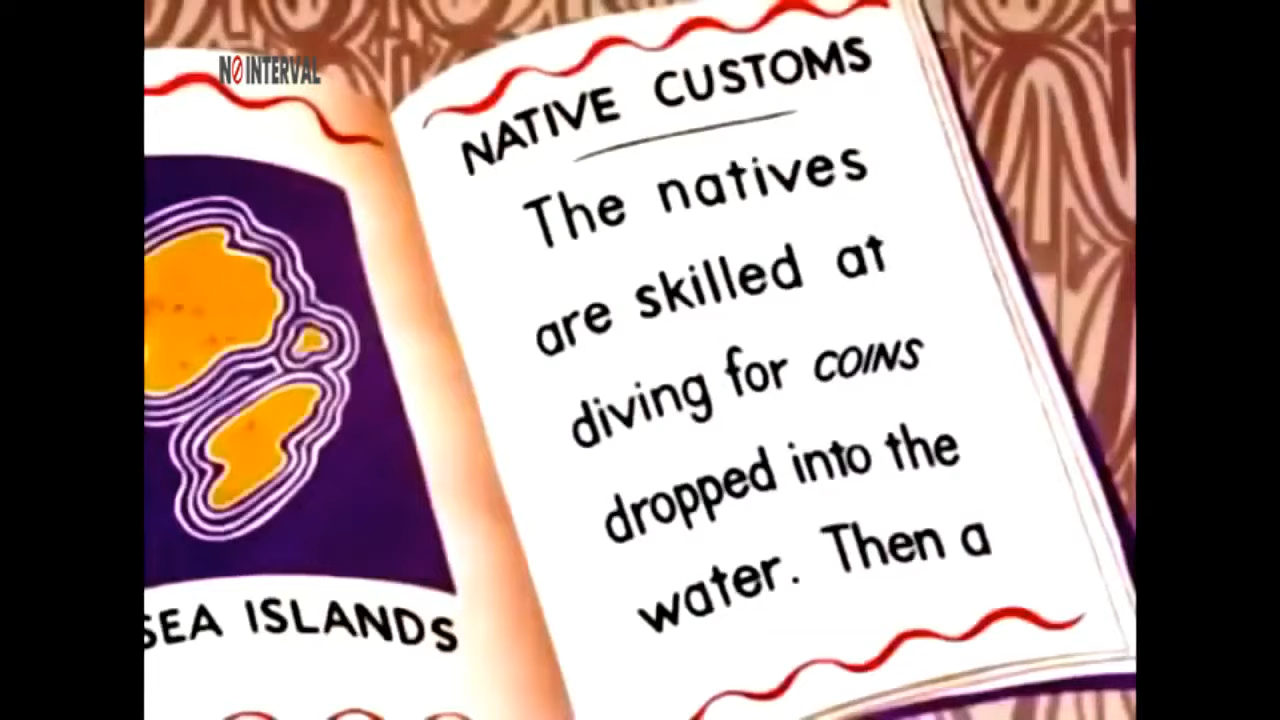 NO INTERVAL
SEA ISLANDS
NATIVE CUSTOMS
The natives
are skilled at
diving for COINS
dropped into the
water. Then a